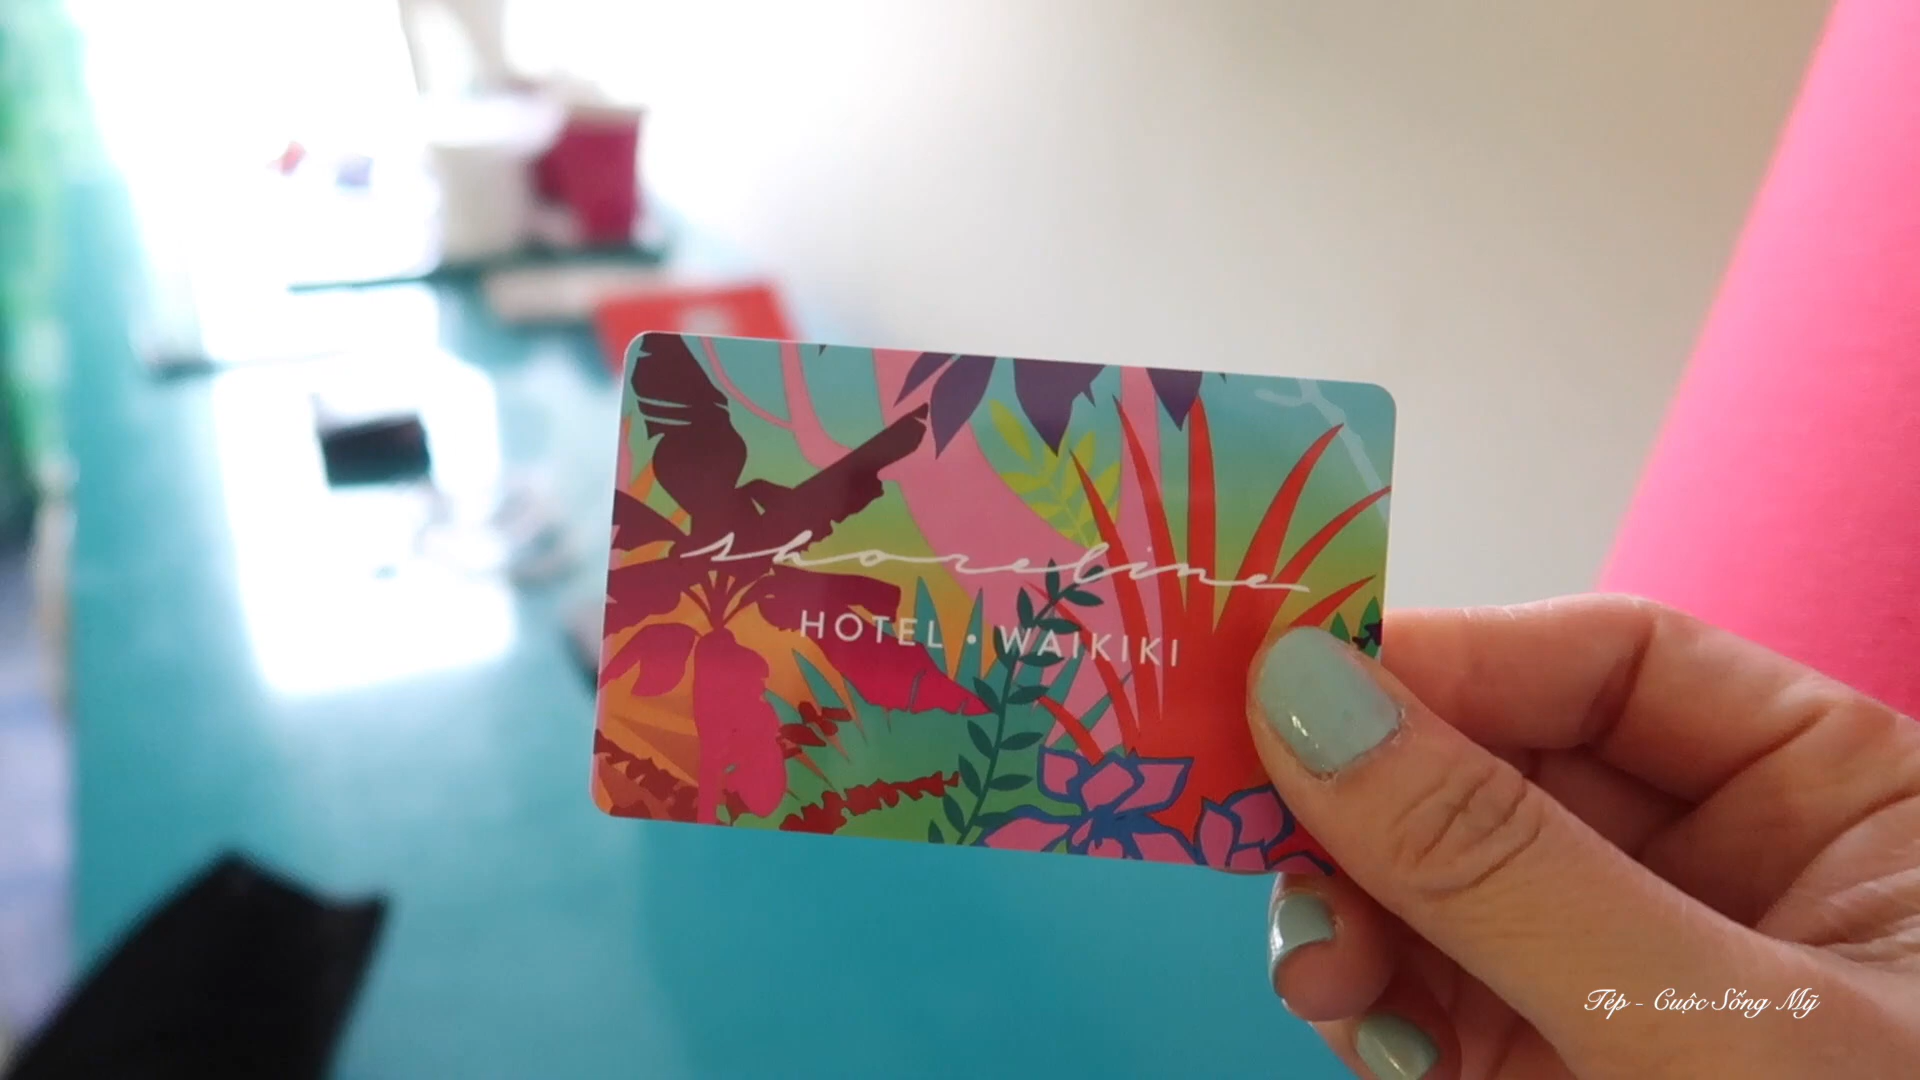 shoreline
HOTEL • WAIKIKI
Tép - Cuộc Sống Mỹ